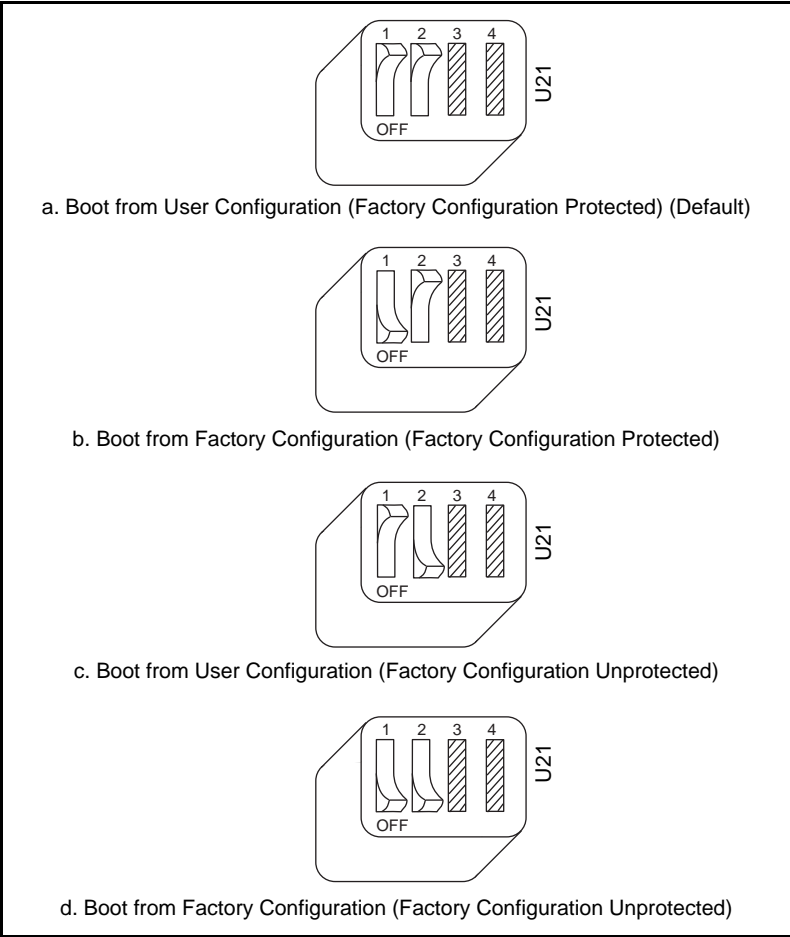 1 2 3 4
U21
OFF
a. Boot from User Configuration (Factory Configuration Protected) (Default)
1 2 3 4
U21
OFF
b. Boot from Factory Configuration (Factory Configuration Protected)
1 2 3 4
U21
OFF
c. Boot from User Configuration (Factory Configuration Unprotected)
1 2 3 4
U21
OFF
d. Boot from Factory Configuration (Factory Configuration Unprotected)